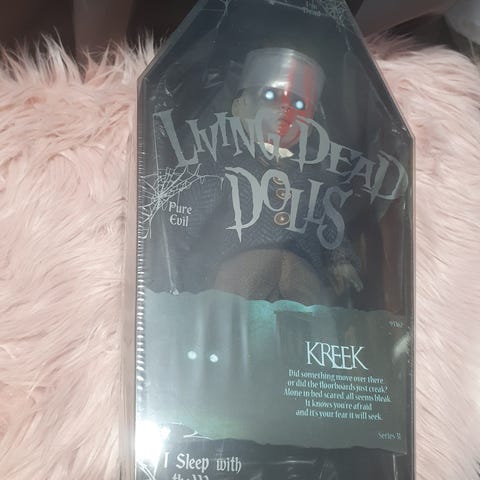 I'm
Dead
LIVING DEAD
DOLLS
Pure
Evil
99362
KREEK
Did something move over there
or did the floorboards just creak?
Alone in bed scared all seems bleak
It knows you're afraid
and it's your fear it will seek.
Series 31
I Sleep with